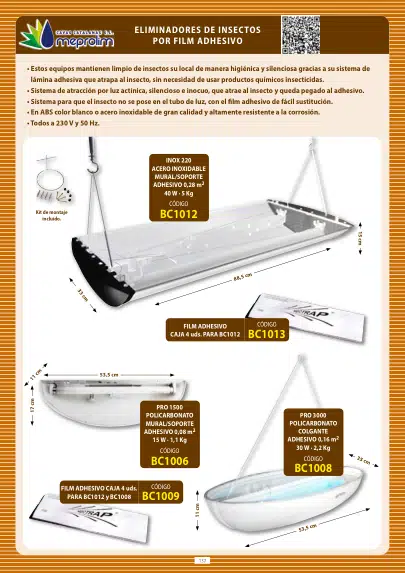 CAVAS CATALANAS S.L.
meprolim
ELIMINADORES DE INSECTOS
POR FILM ADHESIVO
• Estos equipos mantienen limpio de insectos su local de manera higiénica y silenciosa gracias a su sistema de
lámina adhesiva que atrapa al insecto, sin necesidad de usar productos químicos insecticidas.
• Sistema de atracción por luz actínica, silencioso e inocuo, que atrae al insecto y queda pegado al adhesivo.
• Sistema para que el insecto no se pose en el tubo de luz, con el film adhesivo de fácil sustitución.
• En ABS color blanco o acero inoxidable de gran calidad y altamente resistente a la corrosión.
• Todos a 230 V y 50 Hz.
INOX 220
ACERO INOXIDABLE
MURAL/SOPORTE
ADHESIVO 0,28 m²
40 W - 5 Kg
CÓDIGO
BC1012
Kit de montaje
incluido.
15 cm
68,5 cm
33 cm
FILM ADHESIVO
CAJA 4 uds. PARA BC1012
CÓDIGO
BC1013
11 cm
53,5 cm
17 cm
PRO 1500
POLICARBONATO
MURAL/SOPORTE
ADHESIVO 0,08 m²
15 W - 1,1 Kg
CÓDIGO
BC1006
PRO 3000
POLICARBONATO
COLGANTE
ADHESIVO 0,16 m²
30 W - 2,2 Kg
CÓDIGO
BC1008
FILM ADHESIVO CAJA 4 uds.
PARA BC1012 y BC1008
CÓDIGO
BC1009
11 cm
53,5 cm